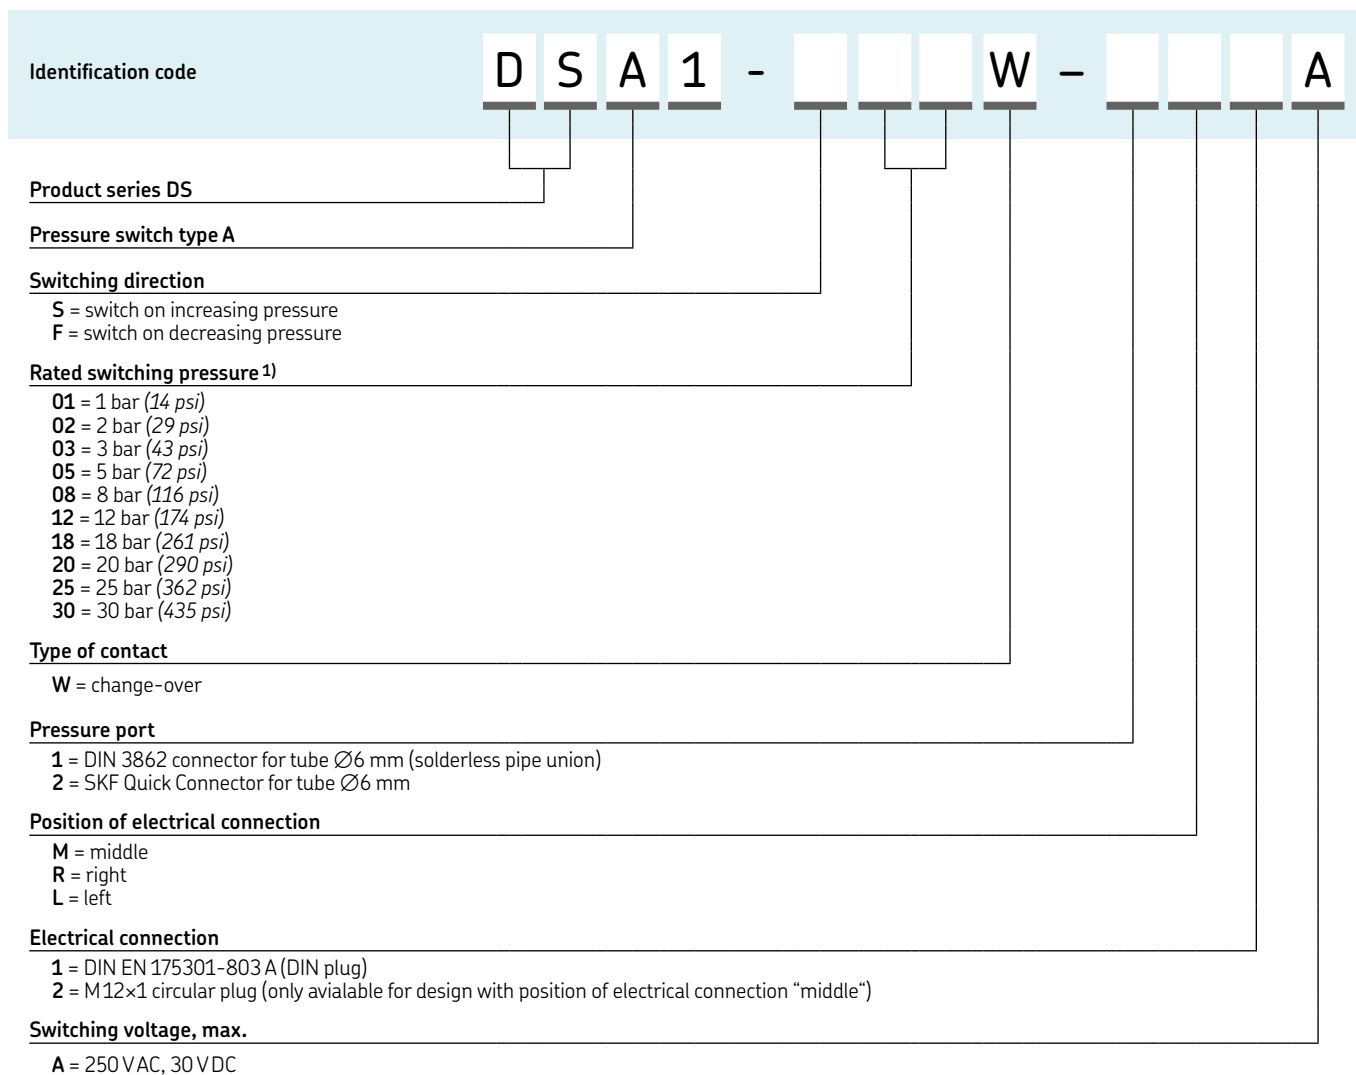 Identification code D S A 1 - W – A
Product series DS
Pressure switch type A
Switching direction
S = switch on increasing pressure
F = switch on decreasing pressure
Rated switching pressure 1)
01 = 1 bar (14 psi)
02 = 2 bar (29 psi)
03 = 3 bar (43 psi)
05 = 5 bar (72 psi)
08 = 8 bar (116 psi)
12 = 12 bar (174 psi)
18 = 18 bar (261 psi)
20 = 20 bar (290 psi)
25 = 25 bar (362 psi)
30 = 30 bar (435 psi)
Type of contact
W = change-over
Pressure port
1 = DIN 3862 connector for tube ∅6 mm (solderless pipe union)
2 = SKF Quick Connector for tube ∅6 mm
Position of electrical connection
M = middle
R = right
L = left
Electrical connection
1 = DIN EN 175301-803 A (DIN plug)
2 = M12×1 circular plug (only avialable for design with position of electrical connection “middle“)
Switching voltage, max.
A = 250 V AC, 30 V DC